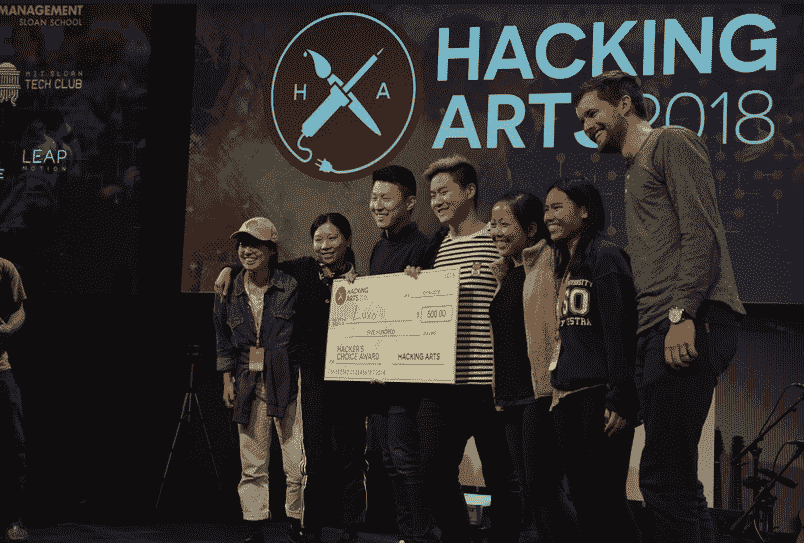 MANAGEMENT
SLOAN SCHOOL
MIT SLOAN
TECH CLUB
LEAP
MOTION
H A
HACKING
ARTS 2018
HACKING
ARTS
$ 500.00
HACKER'S
CHOICE AWARD
HACKING ARTS